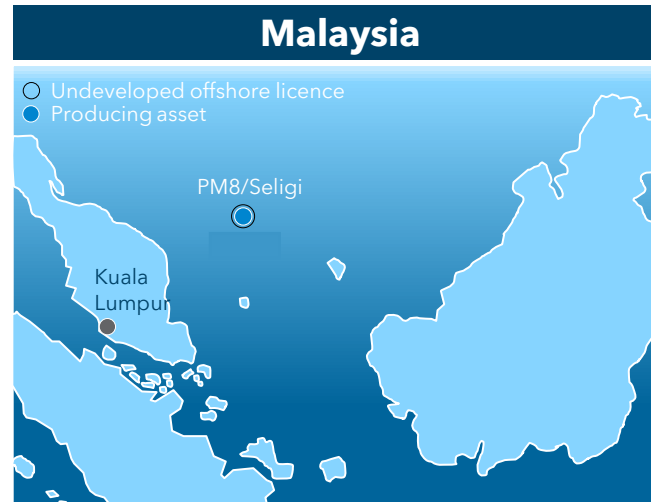 Malaysia
Undeveloped offshore licence
Producing asset
PM8/Seligi
Kuala
Lumpur